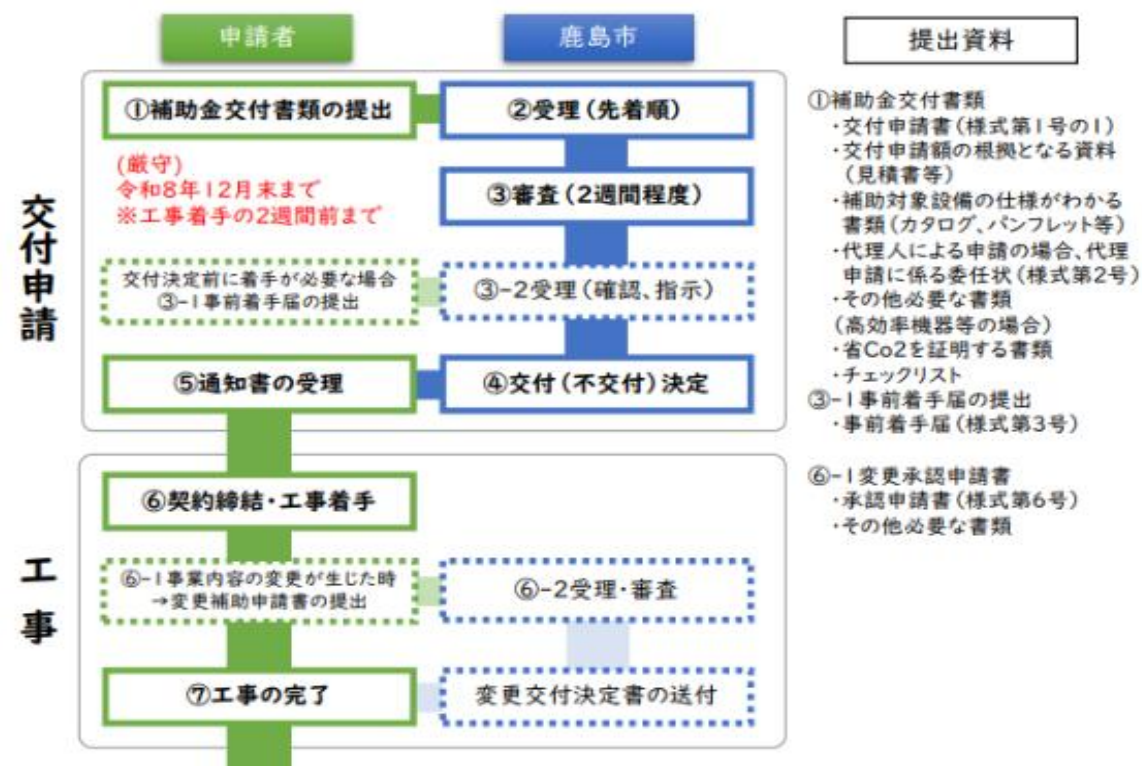 申請者
鹿島市
提出資料
交付申請
①補助金交付書類の提出
②受理(先着順)
(厳守)
令和8年12月末まで
※工事着手の2週間前まで
③審査(2週間程度)
交付決定前に着手が必要な場合
③-1事前着手届の提出
③-2受理(確認、指示)
⑤通知書の受理
④交付(不交付)決定
工事
⑥契約締結・工事着手
⑥-1事業内容の変更が生じた時
→変更補助申請書の提出
⑥-2受理・審査
⑦工事の完了
変更交付決定書の送付
①補助金交付書類
・交付申請書(様式第1号の1)
・交付申請額の根拠となる資料
(見積書等)
・補助対象設備の仕様がわかる
書類(カタログ、パンフレット等)
・代理人による申請の場合、代理
申請に係る委任状(様式第2号)
・その他必要な書類
(高効率機器等の場合)
・省Co2を証明する書類
・チェックリスト
③-1事前着手届の提出
・事前着手届(様式第3号)
⑥-1変更承認申請書
・承認申請書(様式第6号)
・その他必要な書類